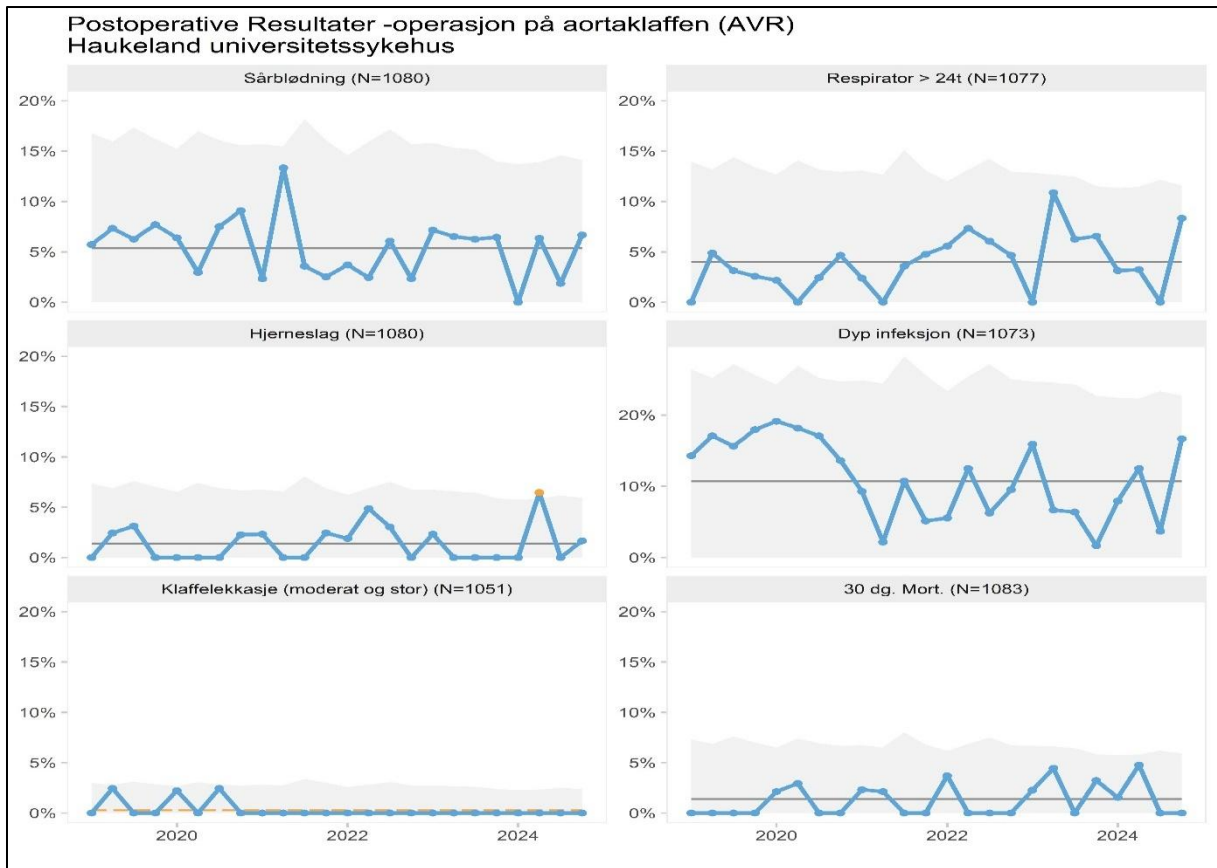 Postoperative Resultater -operasjon på aortaklaffen (AVR)
Haukeland universitetssykehus
Sårblødning (N=1080)
20%
15%
10%
5%
0%
Respirator > 24t (N=1077)
20%
15%
10%
5%
0%
Hjerneslag (N=1080)
20%
15%
10%
5%
0%
Dyp infeksjon (N=1073)
20%
10%
0%
Klaffelekkasje (moderat og stor) (N=1051)
20%
15%
10%
5%
0%
2020 2022 2024
30 dg. Mort. (N=1083)
20%
15%
10%
5%
0%
2020 2022 2024